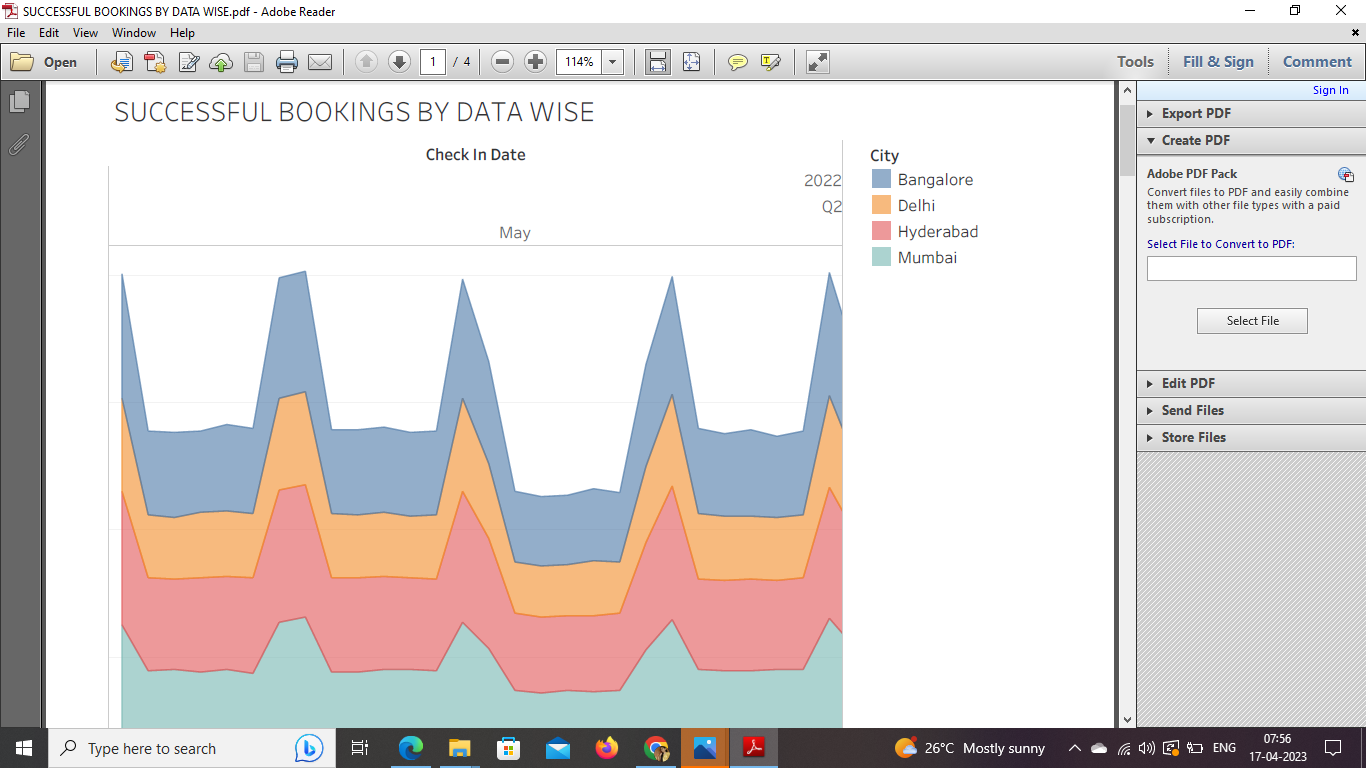 SUCCESSFUL BOOKINGS BY DATA WISE.pdf - Adobe Reader
File Edit View Window Help
Open 1 / 4 114% Tools Fill & Sign Comment
Sign In
Export PDF
Create PDF
Adobe PDF Pack
Convert files to PDF and easily combine
them with other file types with a paid
subscription.
Select File to Convert to PDF:
Select File
Edit PDF
Send Files
Store Files
SUCCESSFUL BOOKINGS BY DATA WISE
Check In Date
2022
Q2
May
City
Bangalore
Delhi
Hyderabad
Mumbai
Type here to search
26°C Mostly sunny
ENG
07:56
17-04-2023